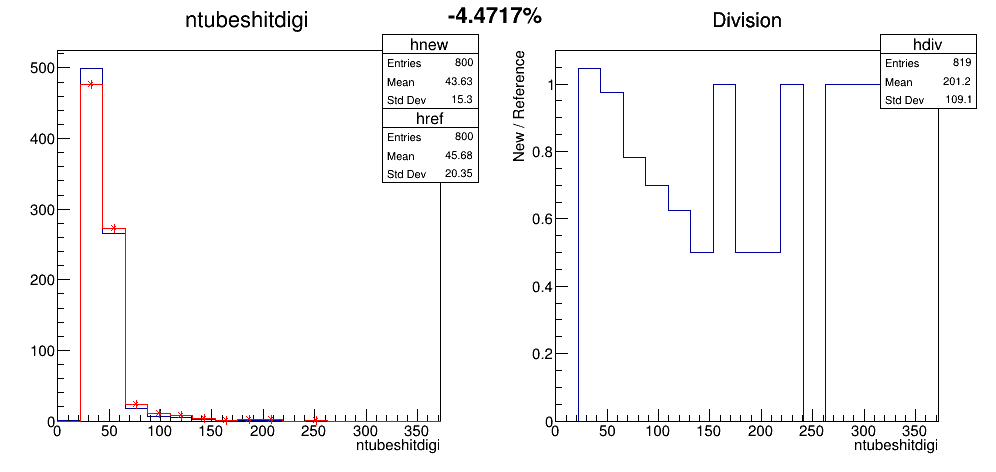 -4.4717%
ntubeshitdigi
hnew
Entries 800
Mean 43.63
Std Dev 15.3
href
Entries 800
Mean 45.68
Std Dev 20.35
500
400
300
200
100
0
0 50 100 150 200 250 300 350
ntubeshitdigi
Division
hdiv
Entries 819
Mean 201.2
Std Dev 109.1
New / Reference
1
0.8
0.6
0.4
0.2
0
0 50 100 150 200 250 300 350
ntubeshitdigi